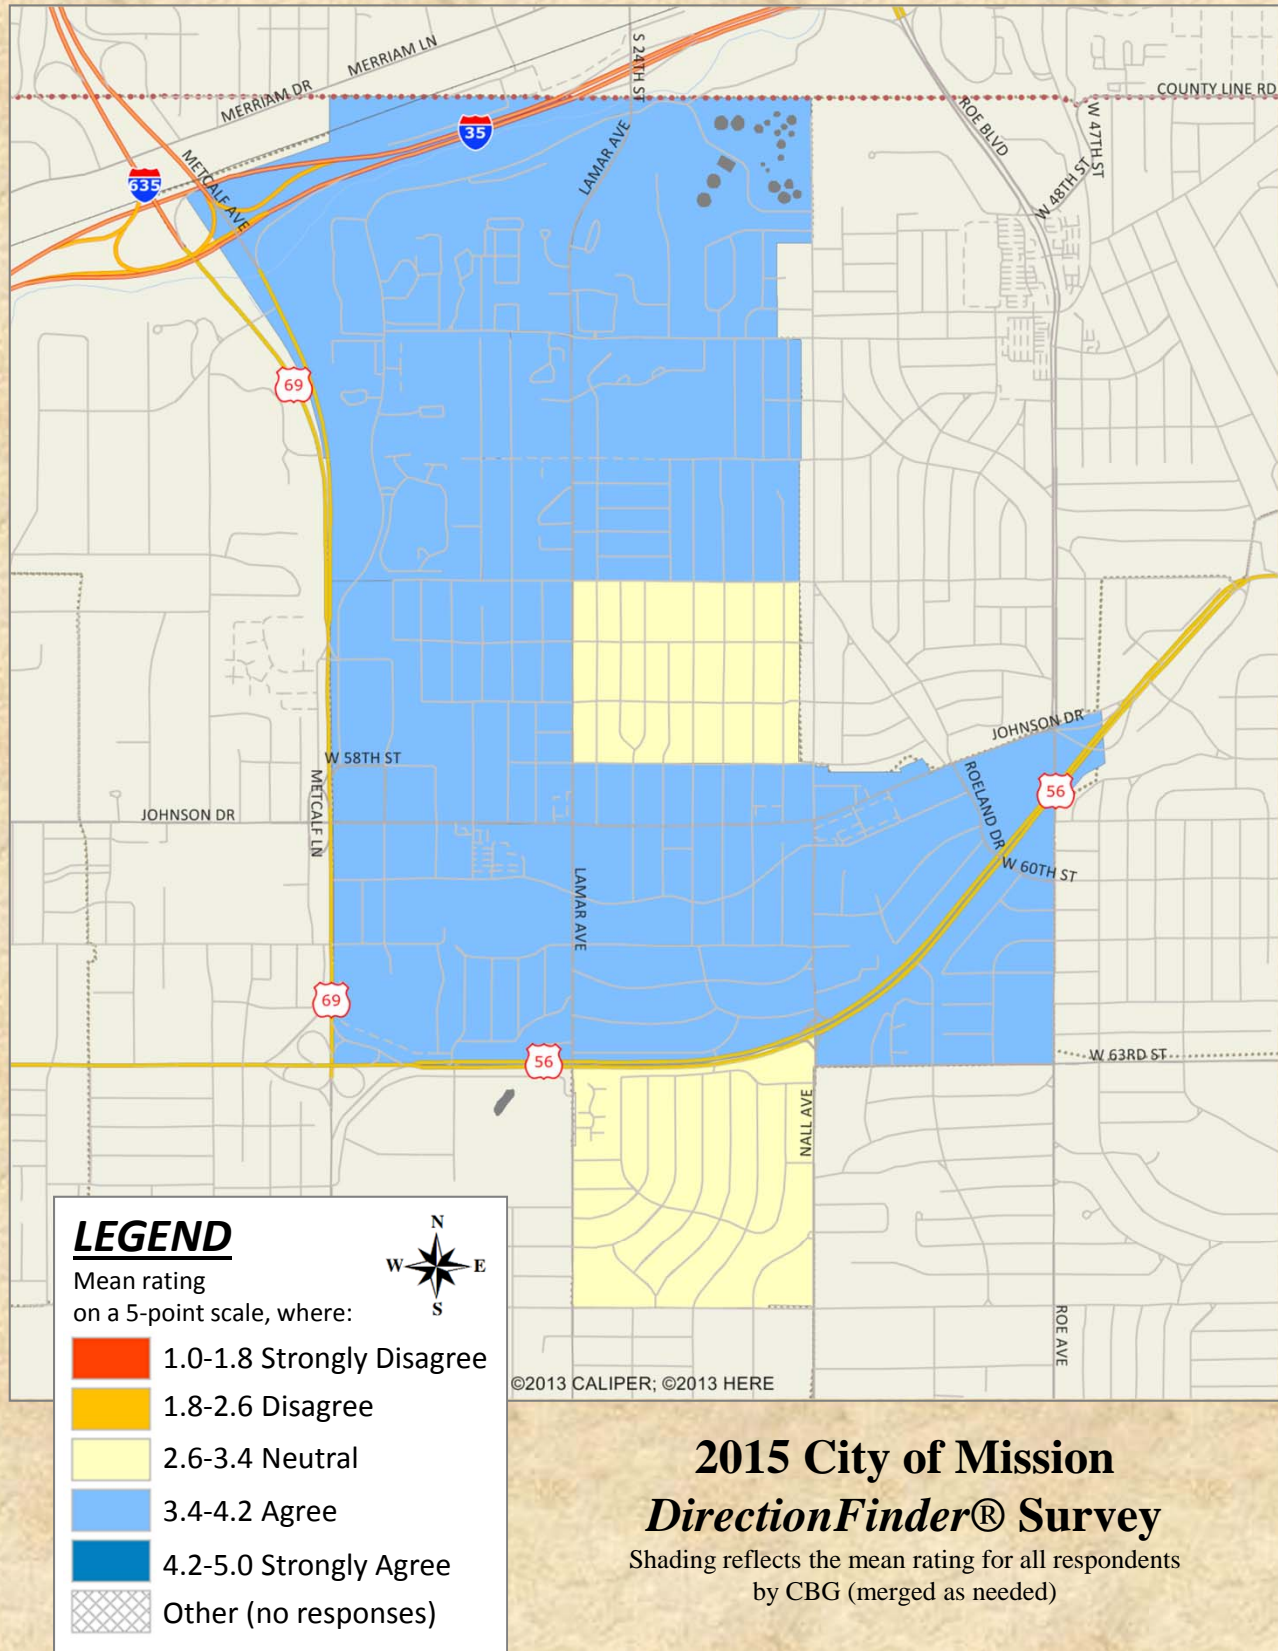 MERRIAM LN
S 24TH ST
MERRIAM DR
COUNTY LINE RD
35
LAMAR AVE
ROE BLVD
W 47TH ST
W 48TH ST
635
METCALF AVE
69
JOHNSON DR
W 58TH ST
ROELAND DR
56
METCALF LN
JOHNSON DR
W 60TH ST
LAMAR AVE
69
56
W 63RD ST
NALL AVE
ROE AVE
©2013 CALIPER; ©2013 HERE
LEGEND
N
W E
S
Mean rating
on a 5-point scale, where:
1.0-1.8 Strongly Disagree
1.8-2.6 Disagree
2.6-3.4 Neutral
3.4-4.2 Agree
4.2-5.0 Strongly Agree
Other (no responses)
2015 City of Mission
DirectionFinder® Survey
Shading reflects the mean rating for all respondents
by CBG (merged as needed)